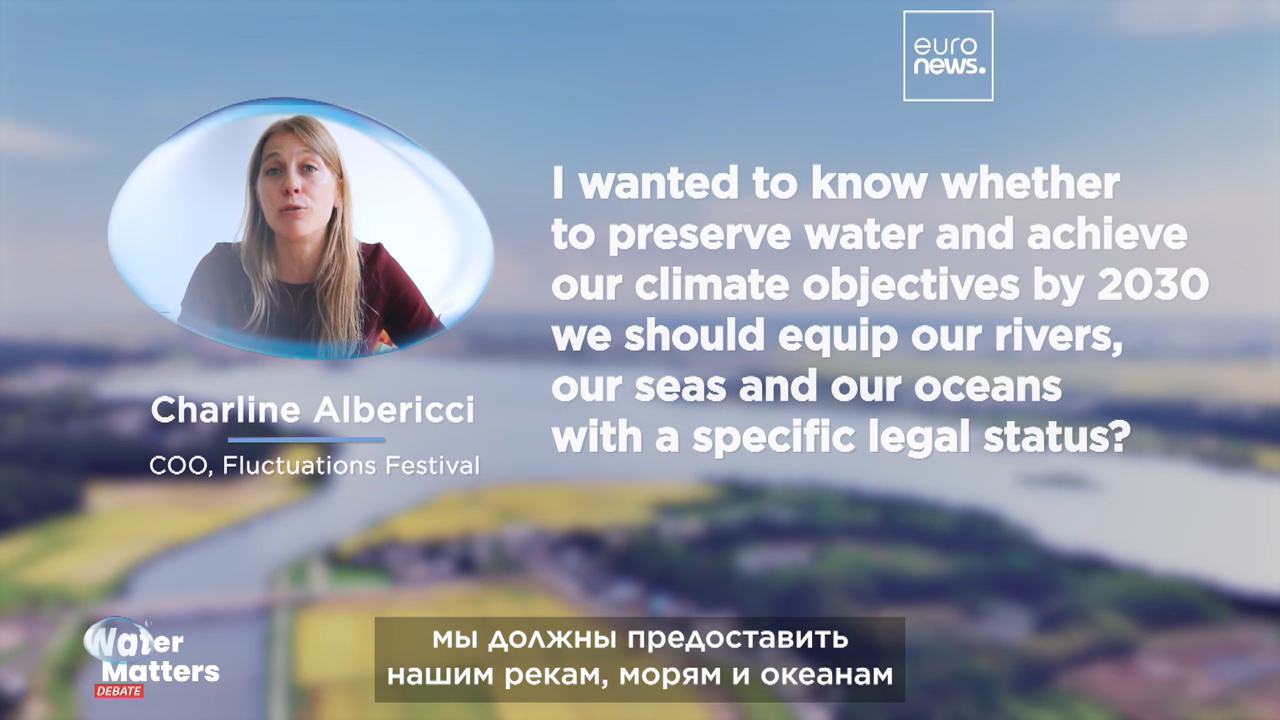 euro
news.
I wanted to know whether
to preserve water and achieve
our climate objectives by 2030
we should equip our rivers,
our seas and our oceans
with a specific legal status?
Charline Albericci
COO, Fluctuations Festival
Water
Matters
DEBATE
мы должны предоставить
нашим рекам, морям и океанам